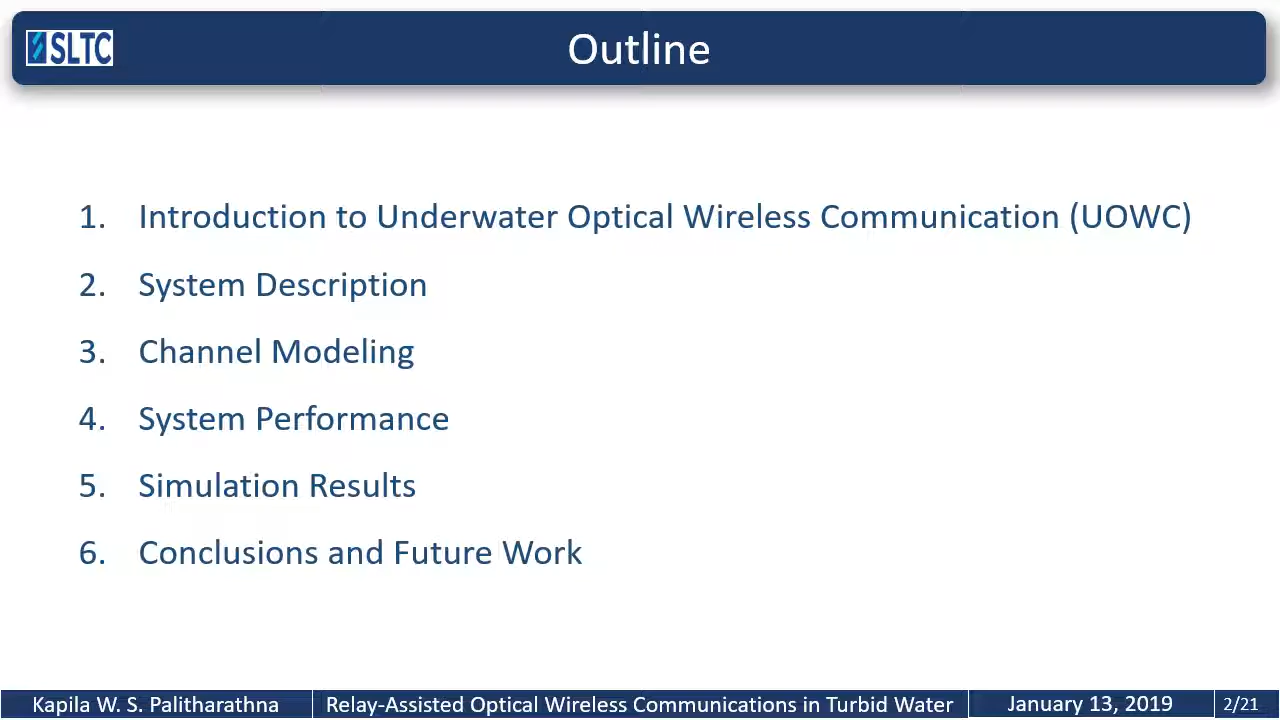 SLTC
Outline
1. Introduction to Underwater Optical Wireless Communication (UOWC)
2. System Description
3. Channel Modeling
4. System Performance
5. Simulation Results
6. Conclusions and Future Work
Kapila W. S. Palitharathna Relay-Assisted Optical Wireless Communications in Turbid Water January 13, 2019 2/21